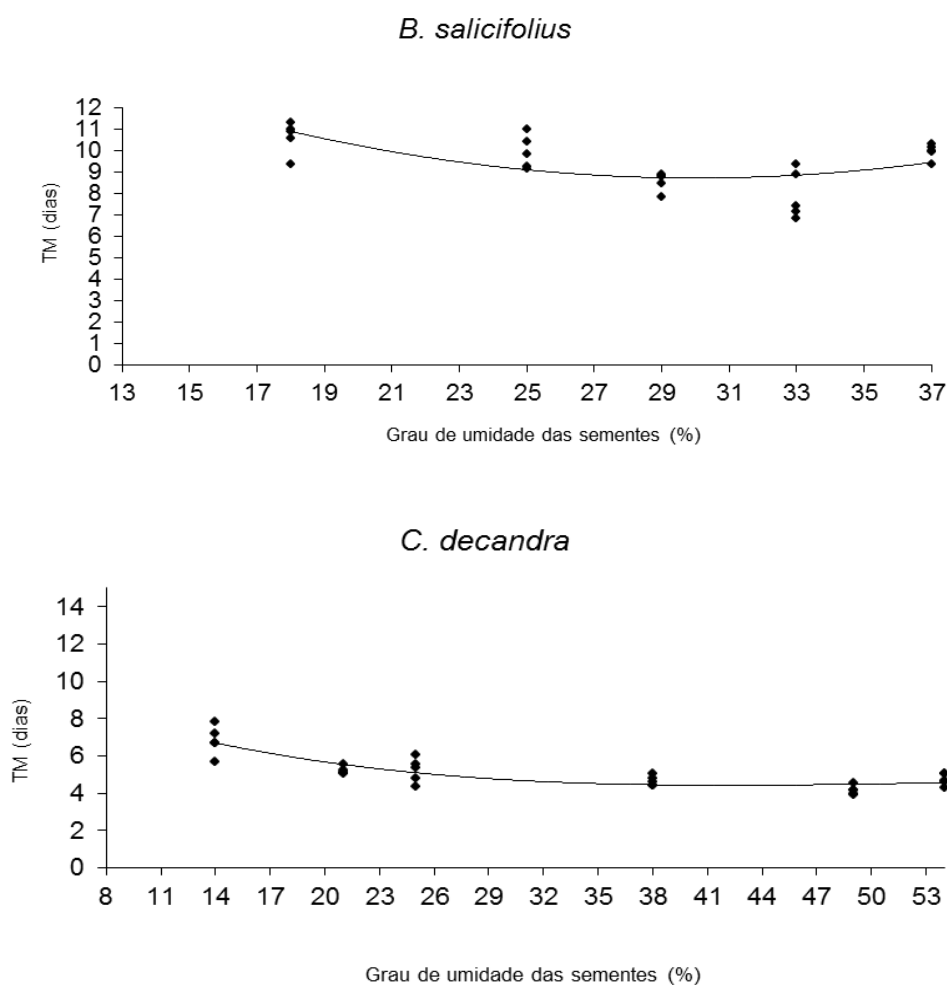 B. salicifolius
12
11
10
9
8
7
6
5
4
3
2
1
0
TM (dias)
13 15 17 19 21 23 25 27 29 31 33 35 37
Grau de umidade das sementes (%)
C. decandra
14
12
10
8
6
4
2
0
TM (dias)
8 11 14 17 20 23 26 29 32 35 38 41 44 47 50 53
Grau de umidade das sementes (%)